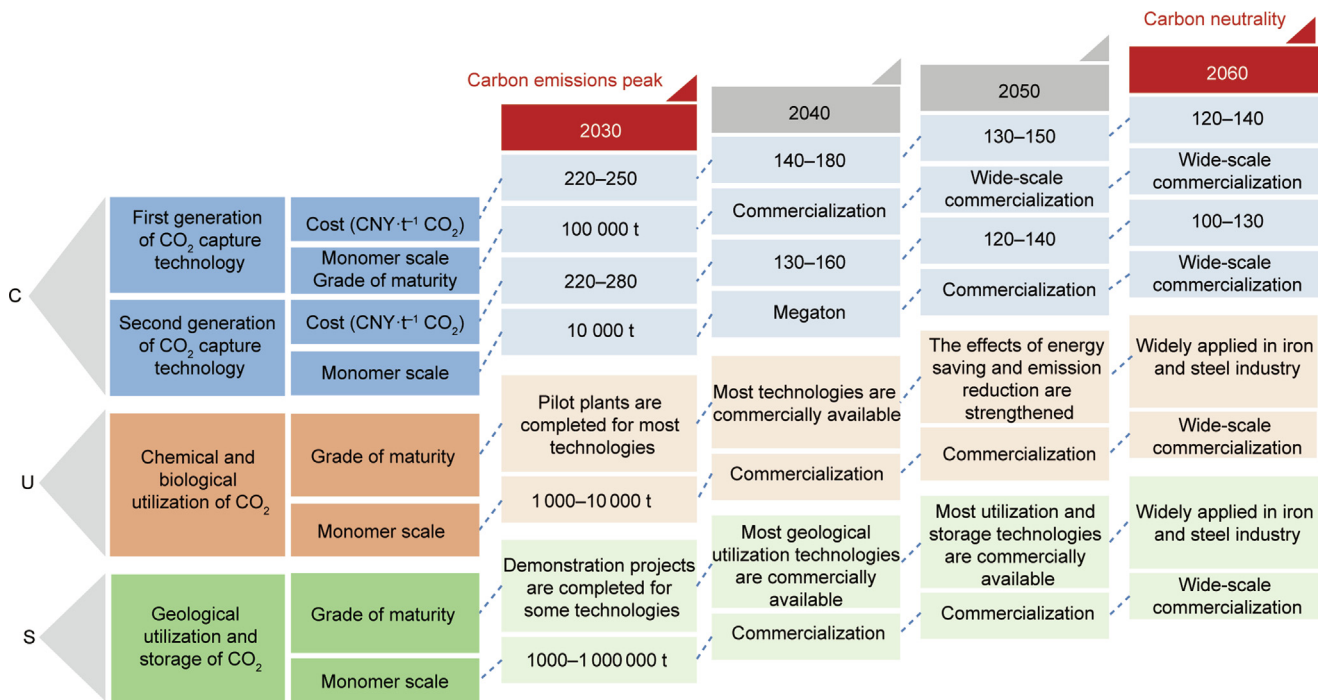 Carbon neutrality
Carbon emissions peak
2030
2040
2050
2060
C
First generation
of CO₂ capture
technology
Cost (CNY·t⁻¹ CO₂)
220–250
140–180
130–150
120–140
Monomer scale
Grade of maturity
100 000 t
Commercialization
Wide-scale
commercialization
Wide-scale
commercialization
Second generation
of CO₂ capture
technology
Cost (CNY·t⁻¹ CO₂)
220–280
130–160
120–140
100–130
Monomer scale
10 000 t
Megaton
Commercialization
Wide-scale
commercialization
U
Chemical and
biological
utilization of CO₂
Grade of maturity
Pilot plants are
completed for most
technologies
Most technologies are
commercially available
The effects of energy
saving and emission
reduction are
strengthened
Widely applied in iron
and steel industry
Monomer scale
1 000–10 000 t
Commercialization
Commercialization
Wide-scale
commercialization
S
Geological
utilization and
storage of CO₂
Grade of maturity
Demonstration projects
are completed for
some technologies
Most geological
utilization technologies
are commercially
available
Most utilization and
storage technologies
are commercially
available
Widely applied in iron
and steel industry
Monomer scale
1000–1 000 000 t
Commercialization
Commercialization
Wide-scale
commercialization